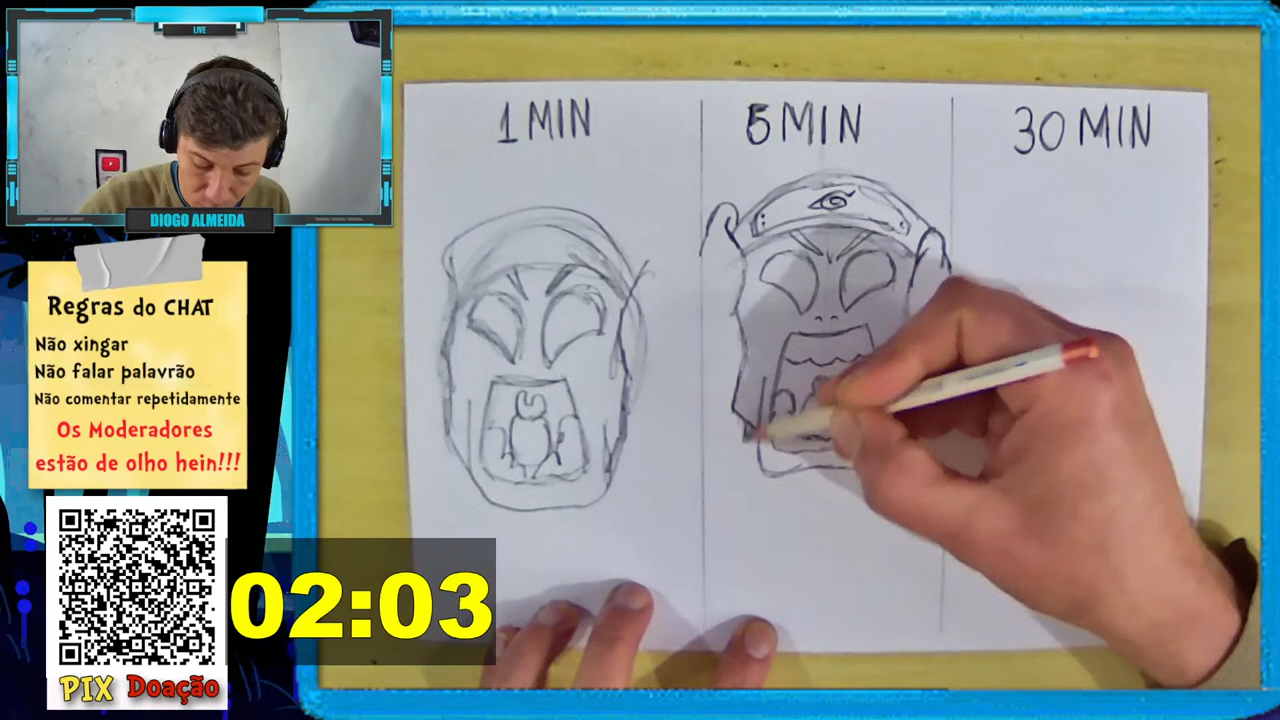 LIVE
DIOGO ALMEIDA
Regras do CHAT
Não xingar
Não falar palavrão
Não comentar repetidamente
Os Moderadores
estão de olho hein!!!
PIX Doação
02:03
1 MIN
5 MIN
30 MIN